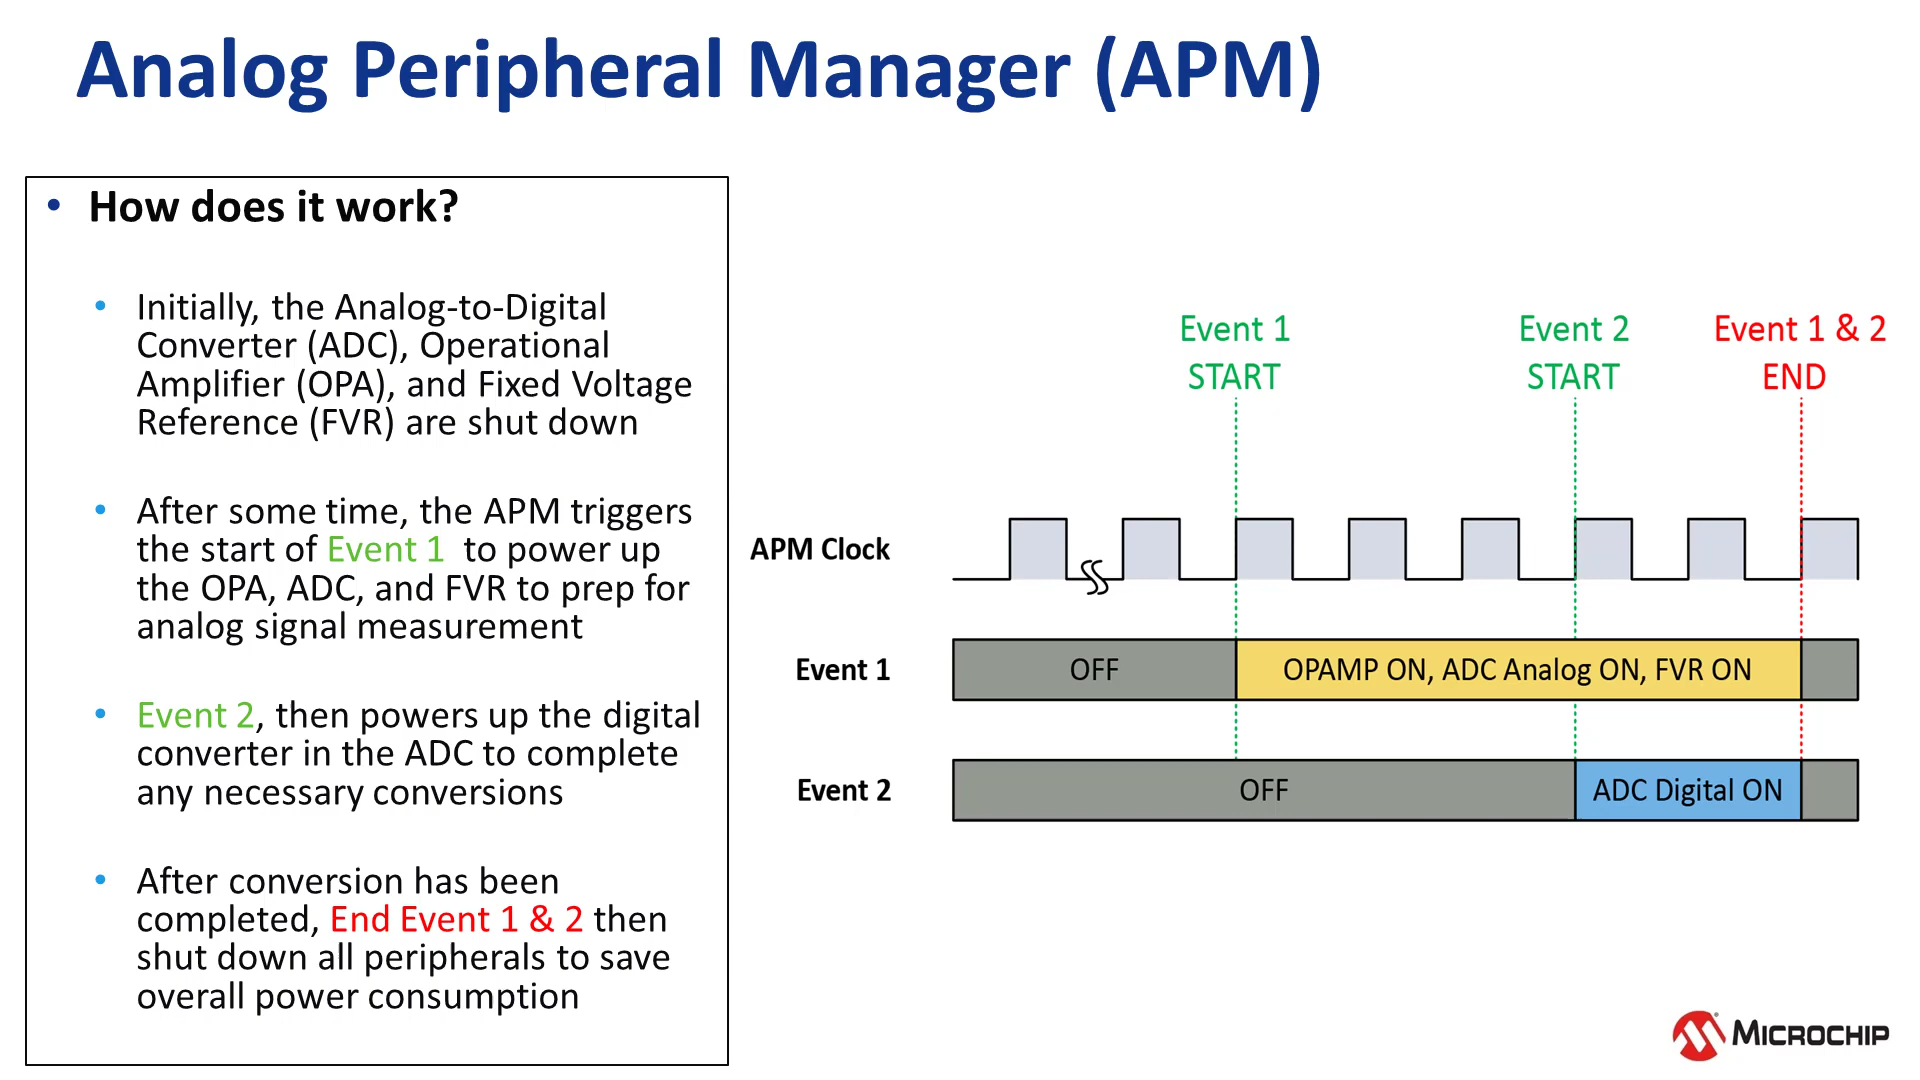 Analog Peripheral Manager (APM)
• How does it work?
• Initially, the Analog-to-Digital
Converter (ADC), Operational
Amplifier (OPA), and Fixed Voltage
Reference (FVR) are shut down
• After some time, the APM triggers
the start of Event 1 to power up
the OPA, ADC, and FVR to prep for
analog signal measurement
• Event 2, then powers up the digital
converter in the ADC to complete
any necessary conversions
• After conversion has been
completed, End Event 1 & 2 then
shut down all peripherals to save
overall power consumption
Event 1
START
Event 2
START
Event 1 & 2
END
APM Clock
Event 1
OFF
OPAMP ON, ADC Analog ON, FVR ON
Event 2
OFF
ADC Digital ON
MICROCHIP